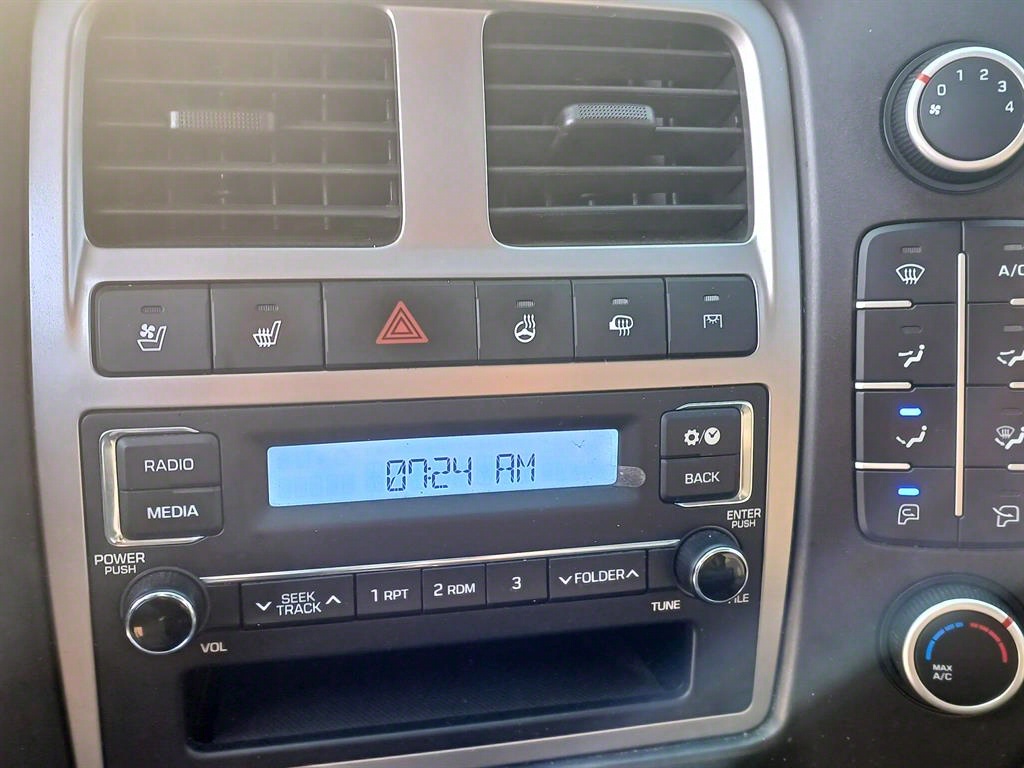 0 1 2 3 4
A/C
RADIO
07:24 AM
BACK
MEDIA
ENTER
PUSH
POWER
PUSH
SEEK
TRACK
1 RPT
2 RDM
3
FOLDER
TUNE
VOL
MAX
A/C